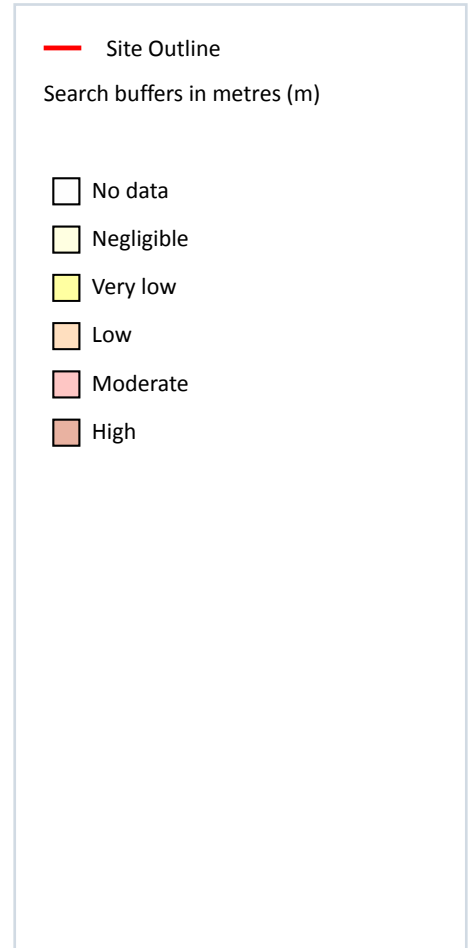 Site Outline
Search buffers in metres (m)
No data
Negligible
Very low
Low
Moderate
High